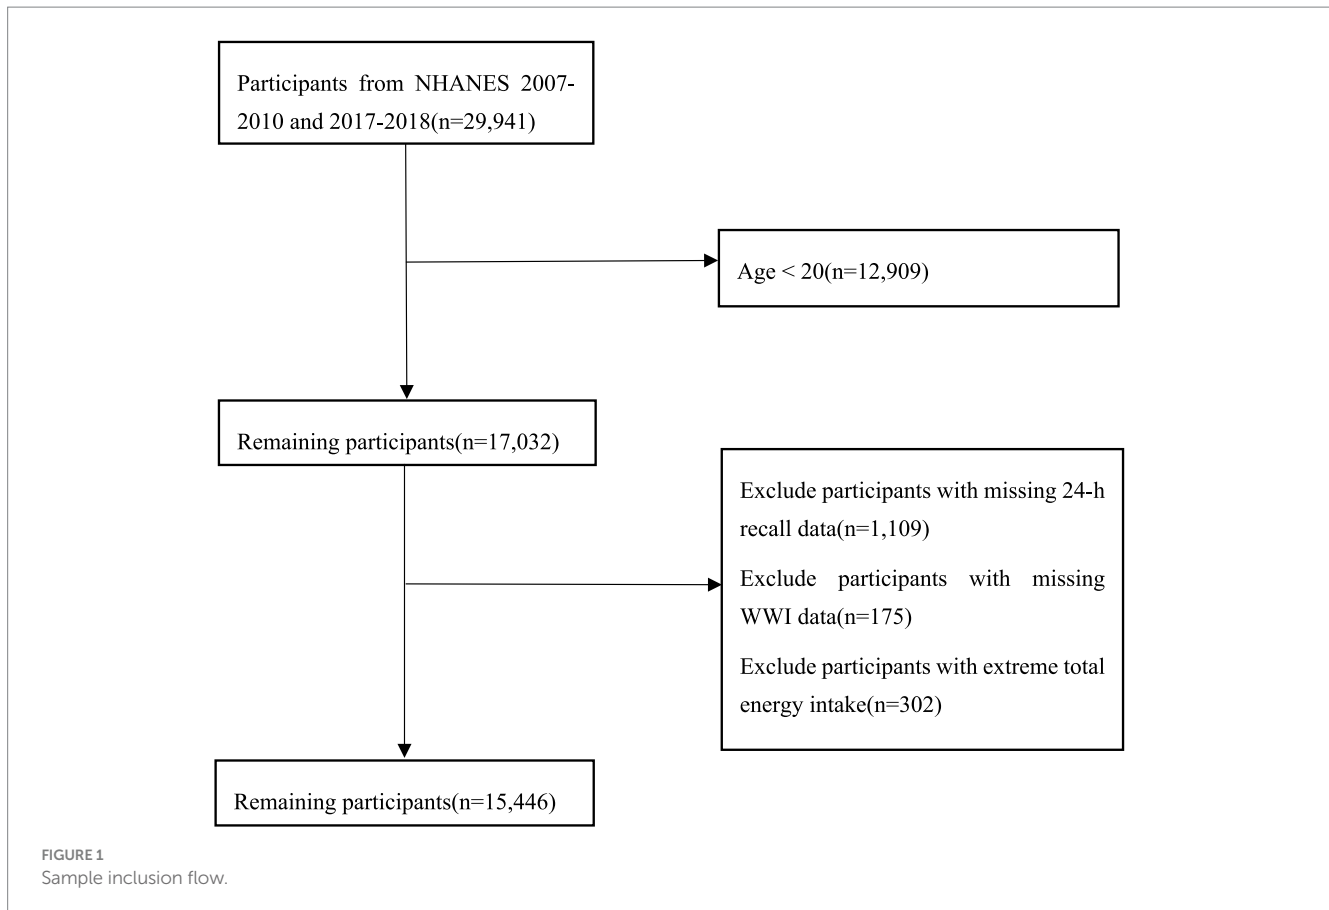 Participants from NHANES 2007-
2010 and 2017-2018(n=29,941)
Age < 20(n=12,909)
Remaining participants(n=17,032)
Exclude participants with missing 24-h
recall data(n=1,109)
Exclude participants with missing
WWI data(n=175)
Exclude participants with extreme total
energy intake(n=302)
Remaining participants(n=15,446)
FIGURE 1
Sample inclusion flow.